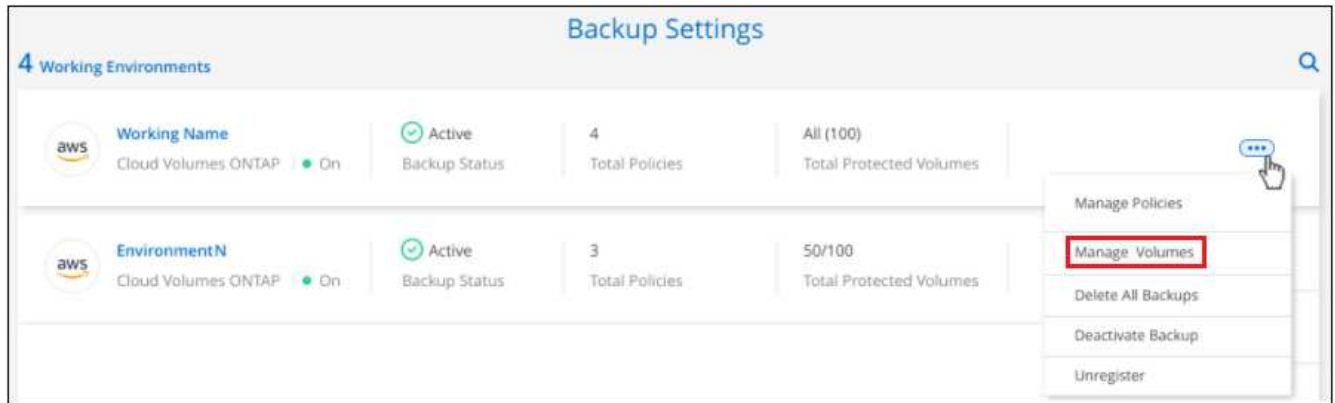 Backup Settings
4 Working Environments
aws
Working Name
Cloud Volumes ONTAP
On
Active
Backup Status
4
Total Policies
All (100)
Total Protected Volumes
Manage Policies
Manage Volumes
Delete All Backups
Deactivate Backup
Unregister
aws
EnvironmentN
Cloud Volumes ONTAP
On
Active
Backup Status
3
Total Policies
50/100
Total Protected Volumes